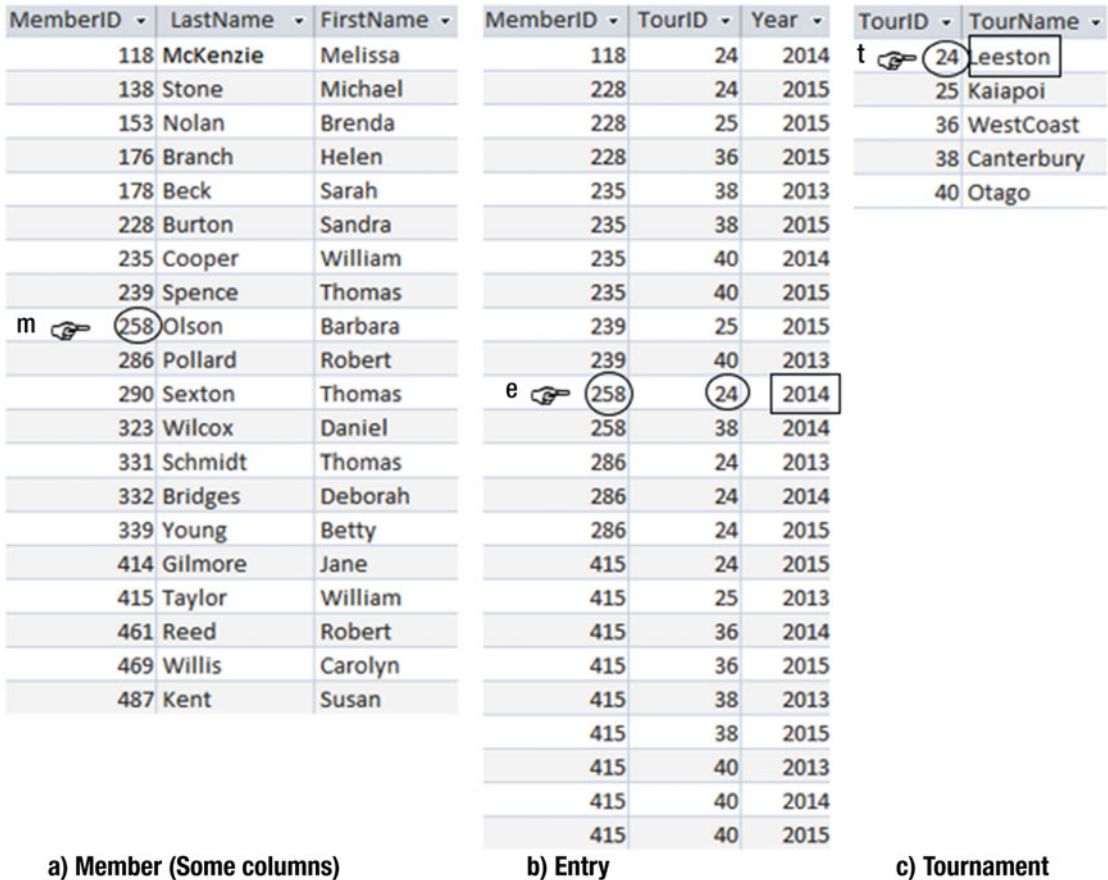 MemberID LastName FirstName
118 McKenzie Melissa
138 Stone Michael
153 Nolan Brenda
176 Branch Helen
178 Beck Sarah
228 Burton Sandra
235 Cooper William
239 Spence Thomas
m 258 Olson Barbara
286 Pollard Robert
290 Sexton Thomas
323 Wilcox Daniel
331 Schmidt Thomas
332 Bridges Deborah
339 Young Betty
414 Gilmore Jane
415 Taylor William
461 Reed Robert
469 Willis Carolyn
487 Kent Susan
a) Member (Some columns)
MemberID TourID Year
118 24 2014
228 24 2015
228 25 2015
228 36 2015
235 38 2013
235 38 2015
235 40 2014
235 40 2015
239 25 2015
239 40 2013
e 258 24 2014
258 38 2014
286 24 2013
286 24 2014
286 24 2015
415 24 2015
415 25 2013
415 36 2014
415 36 2015
415 38 2013
415 38 2015
415 40 2013
415 40 2014
415 40 2015
b) Entry
TourID TourName
t 24 Leeston
25 Kaiapoi
36 WestCoast
38 Canterbury
40 Otago
c) Tournament